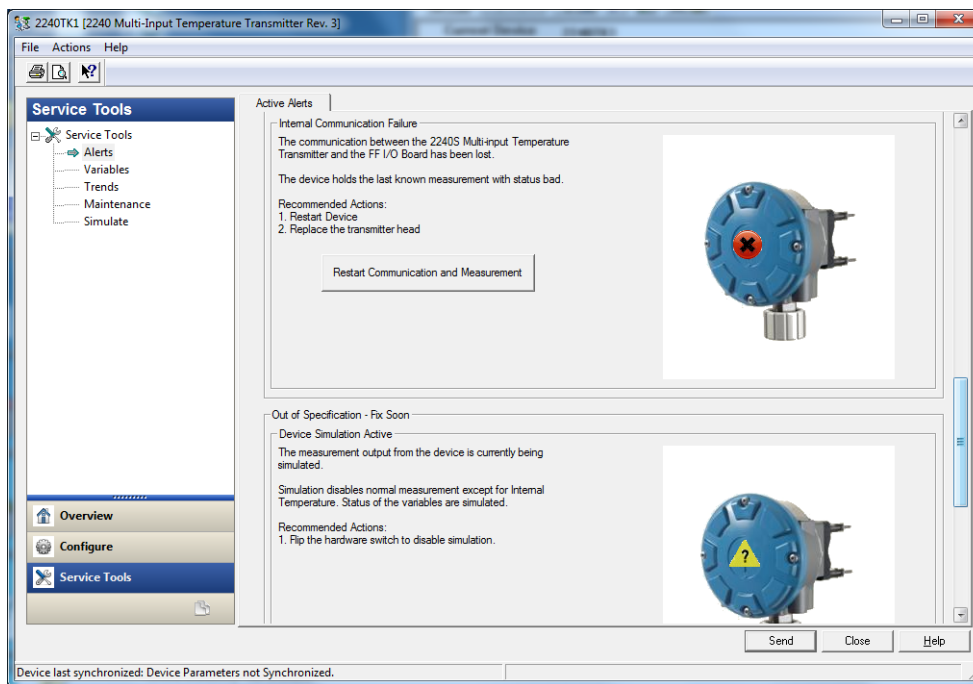 2240TK1 [2240 Multi-Input Temperature Transmitter Rev. 3]
File Actions Help
Service Tools
Service Tools
Alerts
Variables
Trends
Maintenance
Simulate
Overview
Configure
Service Tools
Active Alerts
Internal Communication Failure
The communication between the 2240S Multi-input Temperature
Transmitter and the FF I/O Board has been lost.
The device holds the last known measurement with status bad.
Recommended Actions:
1. Restart Device
2. Replace the transmitter head
Restart Communication and Measurement
Out of Specification - Fix Soon
Device Simulation Active
The measurement output from the device is currently being
simulated.
Simulation disables normal measurement except for Internal
Temperature. Status of the variables are simulated.
Recommended Actions:
1. Flip the hardware switch to disable simulation.
?
Send Close Help
Device last synchronized: Device Parameters not Synchronized.